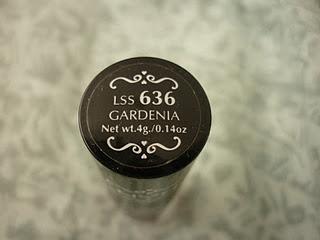 LSS 636
GARDENIA
Net wt.4g./0.14oz